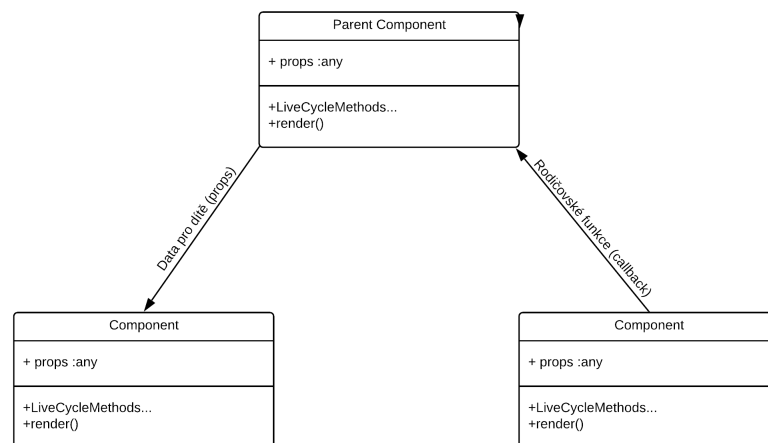 Parent Component
+ props :any
+LiveCycleMethods...
+render()
Data pro dítě (props)
Rodičovské funkce (callback)
Component
+ props :any
+LiveCycleMethods...
+render()
Component
+ props :any
+LiveCycleMethods...
+render()